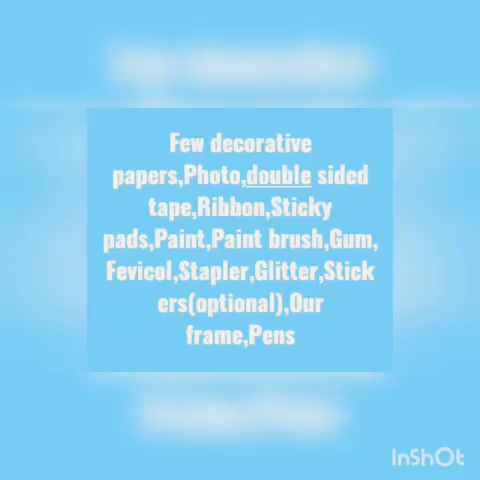 Few decorative
papers,Photo,double sided
tape,Ribbon,Sticky
pads,Paint,Paint brush,Gum,
Fevicol,Stapler,Glitter,Stick
ers(optional),Our
frame,Pens
InShOt